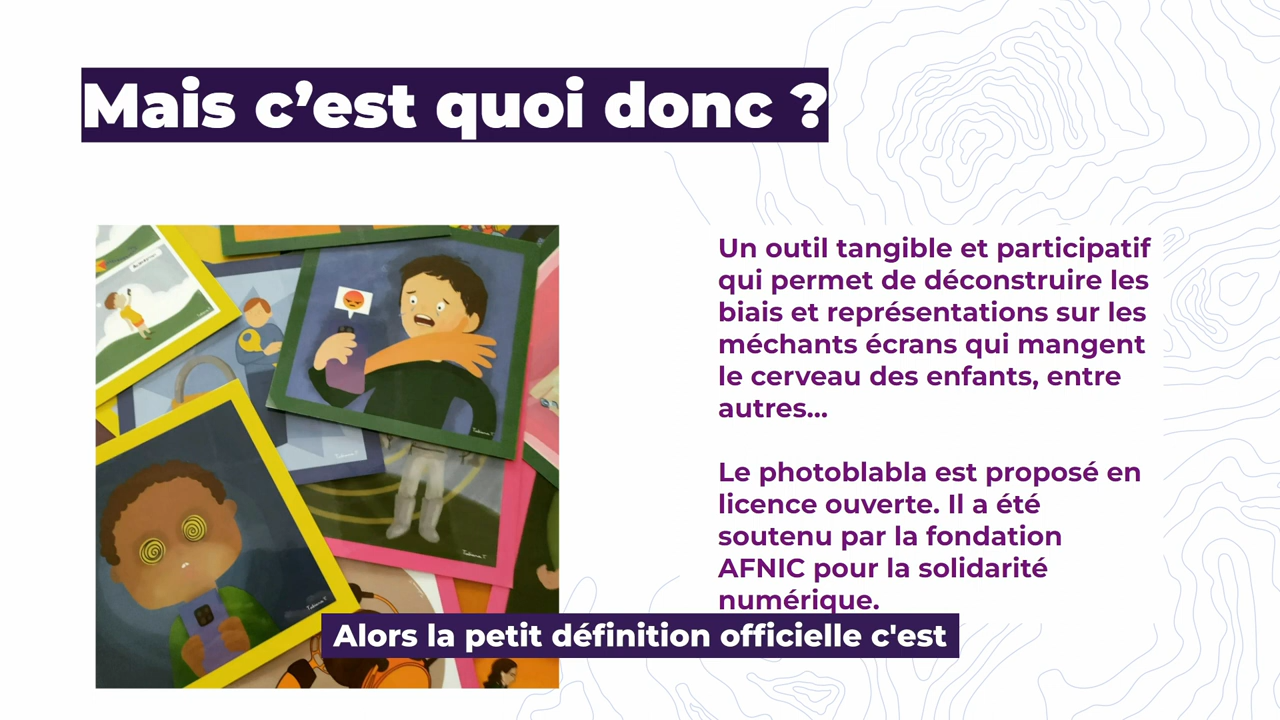 Mais c’est quoi donc ?
Un outil tangible et participatif
qui permet de déconstruire les
biais et représentations sur les
méchants écrans qui mangent
le cerveau des enfants, entre
autres...
Le photoblabla est proposé en
licence ouverte. Il a été
soutenu par la fondation
AFNIC pour la solidarité
numérique.
Alors la petit définition officielle c'est